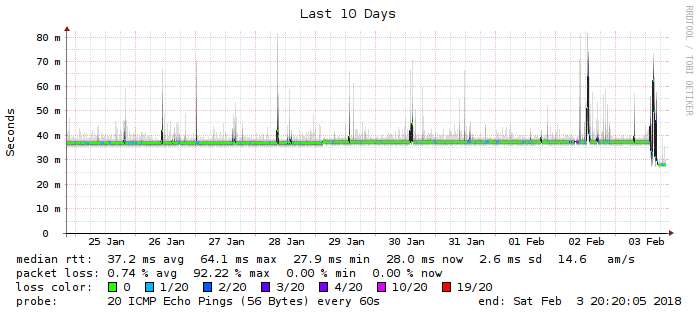 Last 10 Days
RRDTOOL / TOBI OETIKER
Seconds
80 m
70 m
60 m
50 m
40 m
30 m
20 m
10 m
0
25 Jan 26 Jan 27 Jan 28 Jan 29 Jan 30 Jan 31 Jan 01 Feb 02 Feb 03 Feb
median rtt: 37.2 ms avg 64.1 ms max 27.9 ms min 28.0 ms now 2.6 ms sd 14.6 am/s
packet loss: 0.74 % avg 92.22 % max 0.00 % min 0.00 % now
loss color: 0 1/20 2/20 3/20 4/20 10/20 19/20
probe: 20 ICMP Echo Pings (56 Bytes) every 60s end: Sat Feb 3 20:20:05 2018